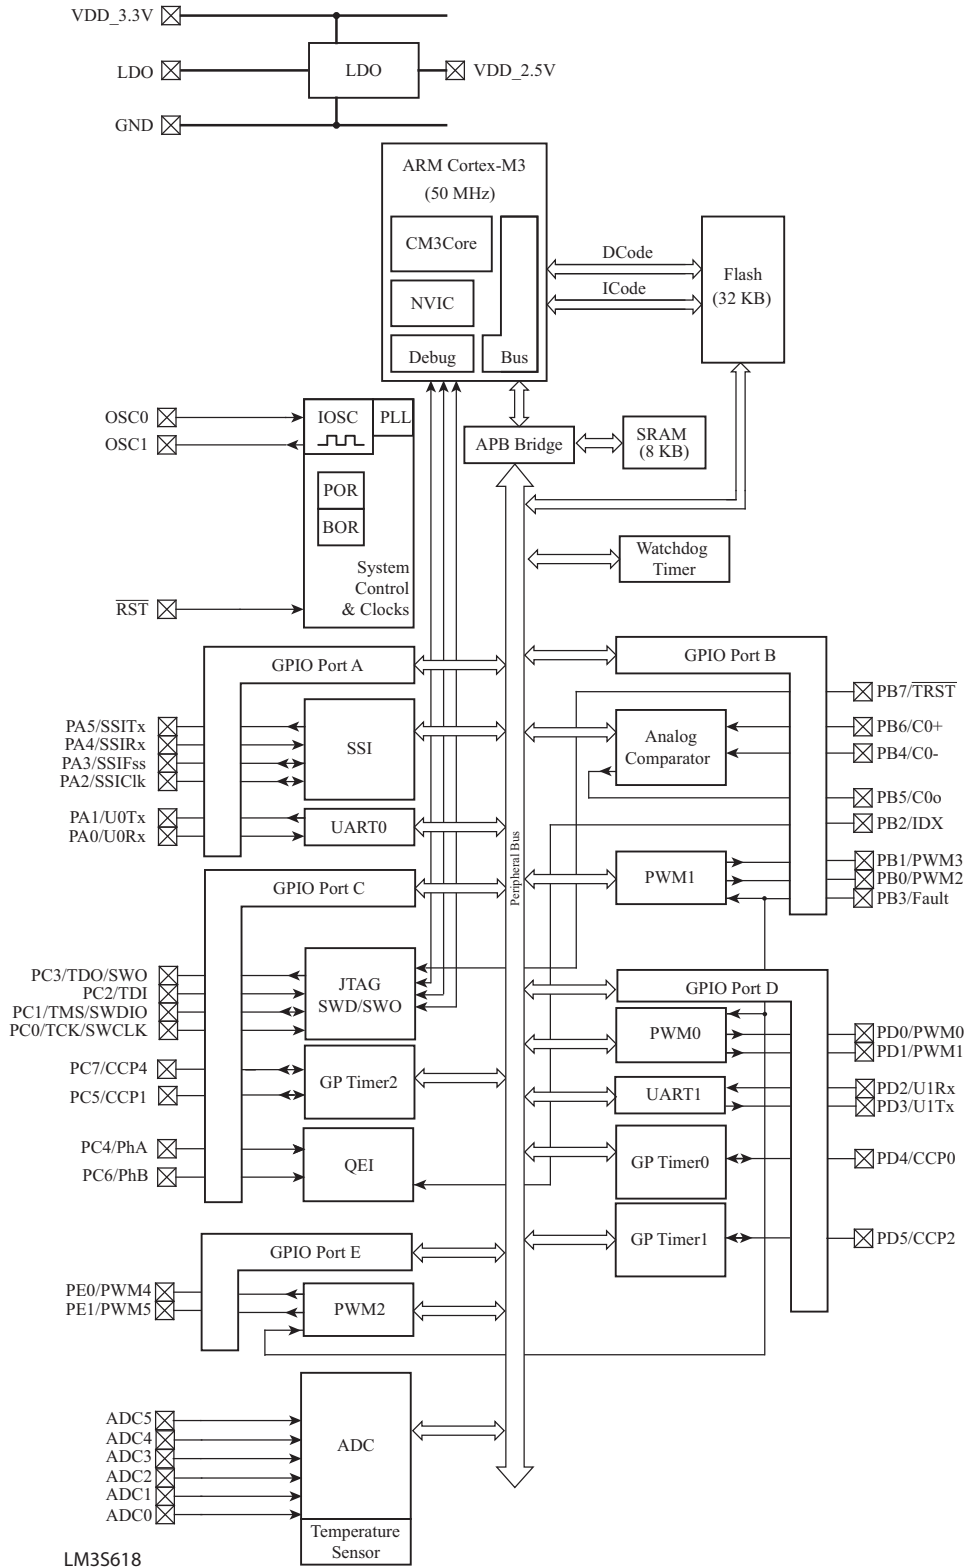 VDD_3.3V
LDO
LDO
VDD_2.5V
GND
ARM Cortex-M3
(50 MHz)
CM3Core
NVIC
Debug
Bus
DCode
ICode
Flash
(32 KB)
OSC0
OSC1
IOSC
PLL
POR
BOR
System
Control
& Clocks
RST
APB Bridge
SRAM
(8 KB)
Watchdog
Timer
Peripheral Bus
GPIO Port A
PA5/SSITx
PA4/SSIRx
PA3/SSIFss
PA2/SSIClk
SSI
PA1/U0Tx
PA0/U0Rx
UART0
GPIO Port B
PB7/TRST
PB6/C0+
PB4/C0-
Analog
Comparator
PB5/C0o
PB2/IDX
PWM1
PB1/PWM3
PB0/PWM2
PB3/Fault
GPIO Port C
PC3/TDO/SWO
PC2/TDI
PC1/TMS/SWDIO
PC0/TCK/SWCLK
JTAG
SWD/SWO
PC7/CCP4
PC5/CCP1
GP Timer2
PC4/PhA
PC6/PhB
QEI
GPIO Port D
PWM0
PD0/PWM0
PD1/PWM1
UART1
PD2/U1Rx
PD3/U1Tx
GP Timer0
PD4/CCP0
GP Timer1
PD5/CCP2
GPIO Port E
PE0/PWM4
PE1/PWM5
PWM2
ADC5
ADC4
ADC3
ADC2
ADC1
ADC0
ADC
Temperature
Sensor
LM3S618